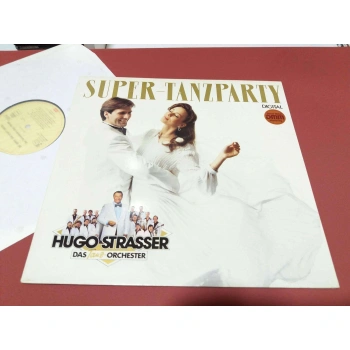 SUPER-TANZPARTY
DIGITAL
HUGO STRASSER
DAS ORCHESTER